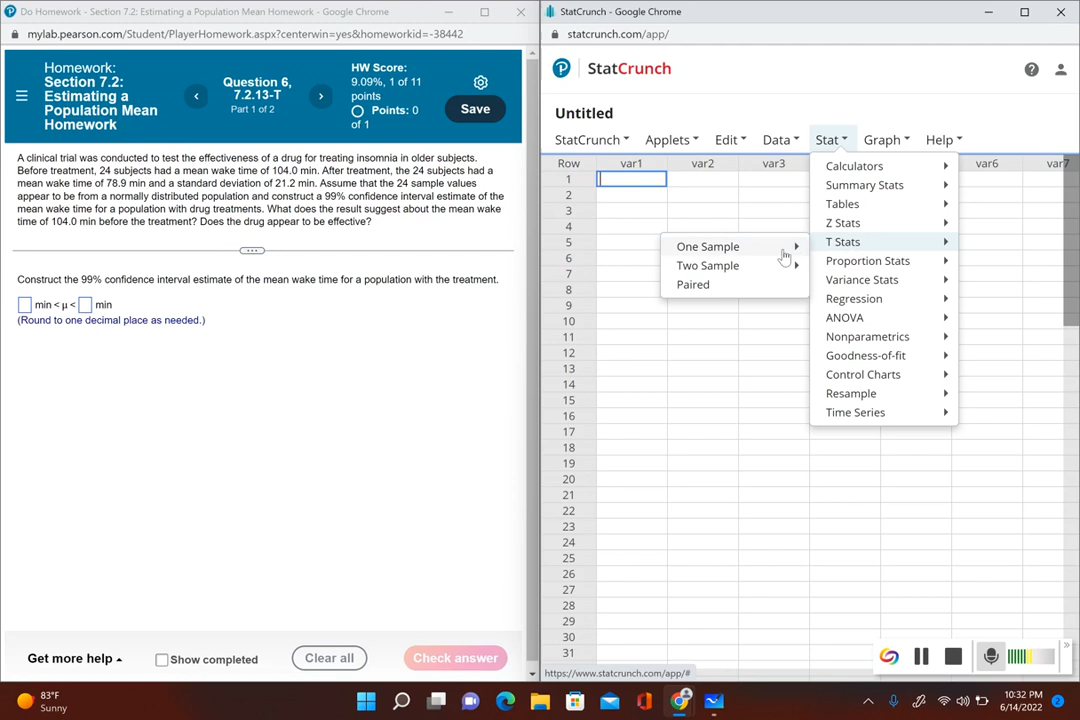 Do Homework - Section 7.2: Estimating a Population Mean Homework - Google Chrome
mylab.pearson.com/Student/PlayerHomework.aspx?centerwin=yes&homeworkid=-38442
Homework:
Section 7.2:
Estimating a
Population Mean
Homework
Question 6,
7.2.13-T
Part 1 of 2
HW Score:
9.09%, 1 of 11
points
Points: 0
of 1
Save
A clinical trial was conducted to test the effectiveness of a drug for treating insomnia in older subjects.
Before treatment, 24 subjects had a mean wake time of 104.0 min. After treatment, the 24 subjects had a
mean wake time of 78.9 min and a standard deviation of 21.2 min. Assume that the 24 sample values
appear to be from a normally distributed population and construct a 99% confidence interval estimate of the
mean wake time for a population with drug treatments. What does the result suggest about the mean wake
time of 104.0 min before the treatment? Does the drug appear to be effective?
Construct the 99% confidence interval estimate of the mean wake time for a population with the treatment.
min < μ < min
(Round to one decimal place as needed.)
Get more help
Show completed
Clear all
Check answer
StatCrunch - Google Chrome
statcrunch.com/app/
StatCrunch
Untitled
StatCrunch Applets Edit Data Stat Graph Help
Row var1 var2 var3 var6 var7
1
2
3
4
5
6
7
8
9
10
11
12
13
14
15
16
17
18
19
20
21
22
23
24
25
26
27
28
29
30
31
Calculators
Summary Stats
Tables
Z Stats
T Stats
Proportion Stats
Variance Stats
Regression
ANOVA
Nonparametrics
Goodness-of-fit
Control Charts
Resample
Time Series
One Sample
Two Sample
Paired
https://www.statcrunch.com/app/#
83°F
Sunny
10:32 PM
6/14/2022
2